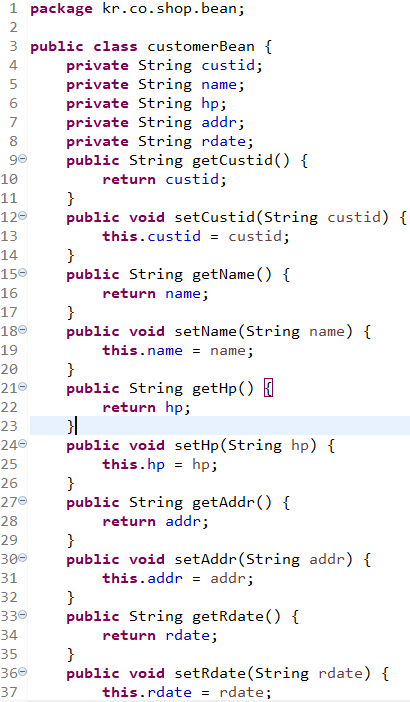 1 package kr.co.shop.bean;
2
3 public class customerBean {
4     private String custid;
5     private String name;
6     private String hp;
7     private String addr;
8     private String rdate;
9     public String getCustid() {
10         return custid;
11     }
12     public void setCustid(String custid) {
13         this.custid = custid;
14     }
15     public String getName() {
16         return name;
17     }
18     public void setName(String name) {
19         this.name = name;
20     }
21     public String getHp() {
22         return hp;
23     }
24     public void setHp(String hp) {
25         this.hp = hp;
26     }
27     public String getAddr() {
28         return addr;
29     }
30     public void setAddr(String addr) {
31         this.addr = addr;
32     }
33     public String getRdate() {
34         return rdate;
35     }
36     public void setRdate(String rdate) {
37         this.rdate = rdate;